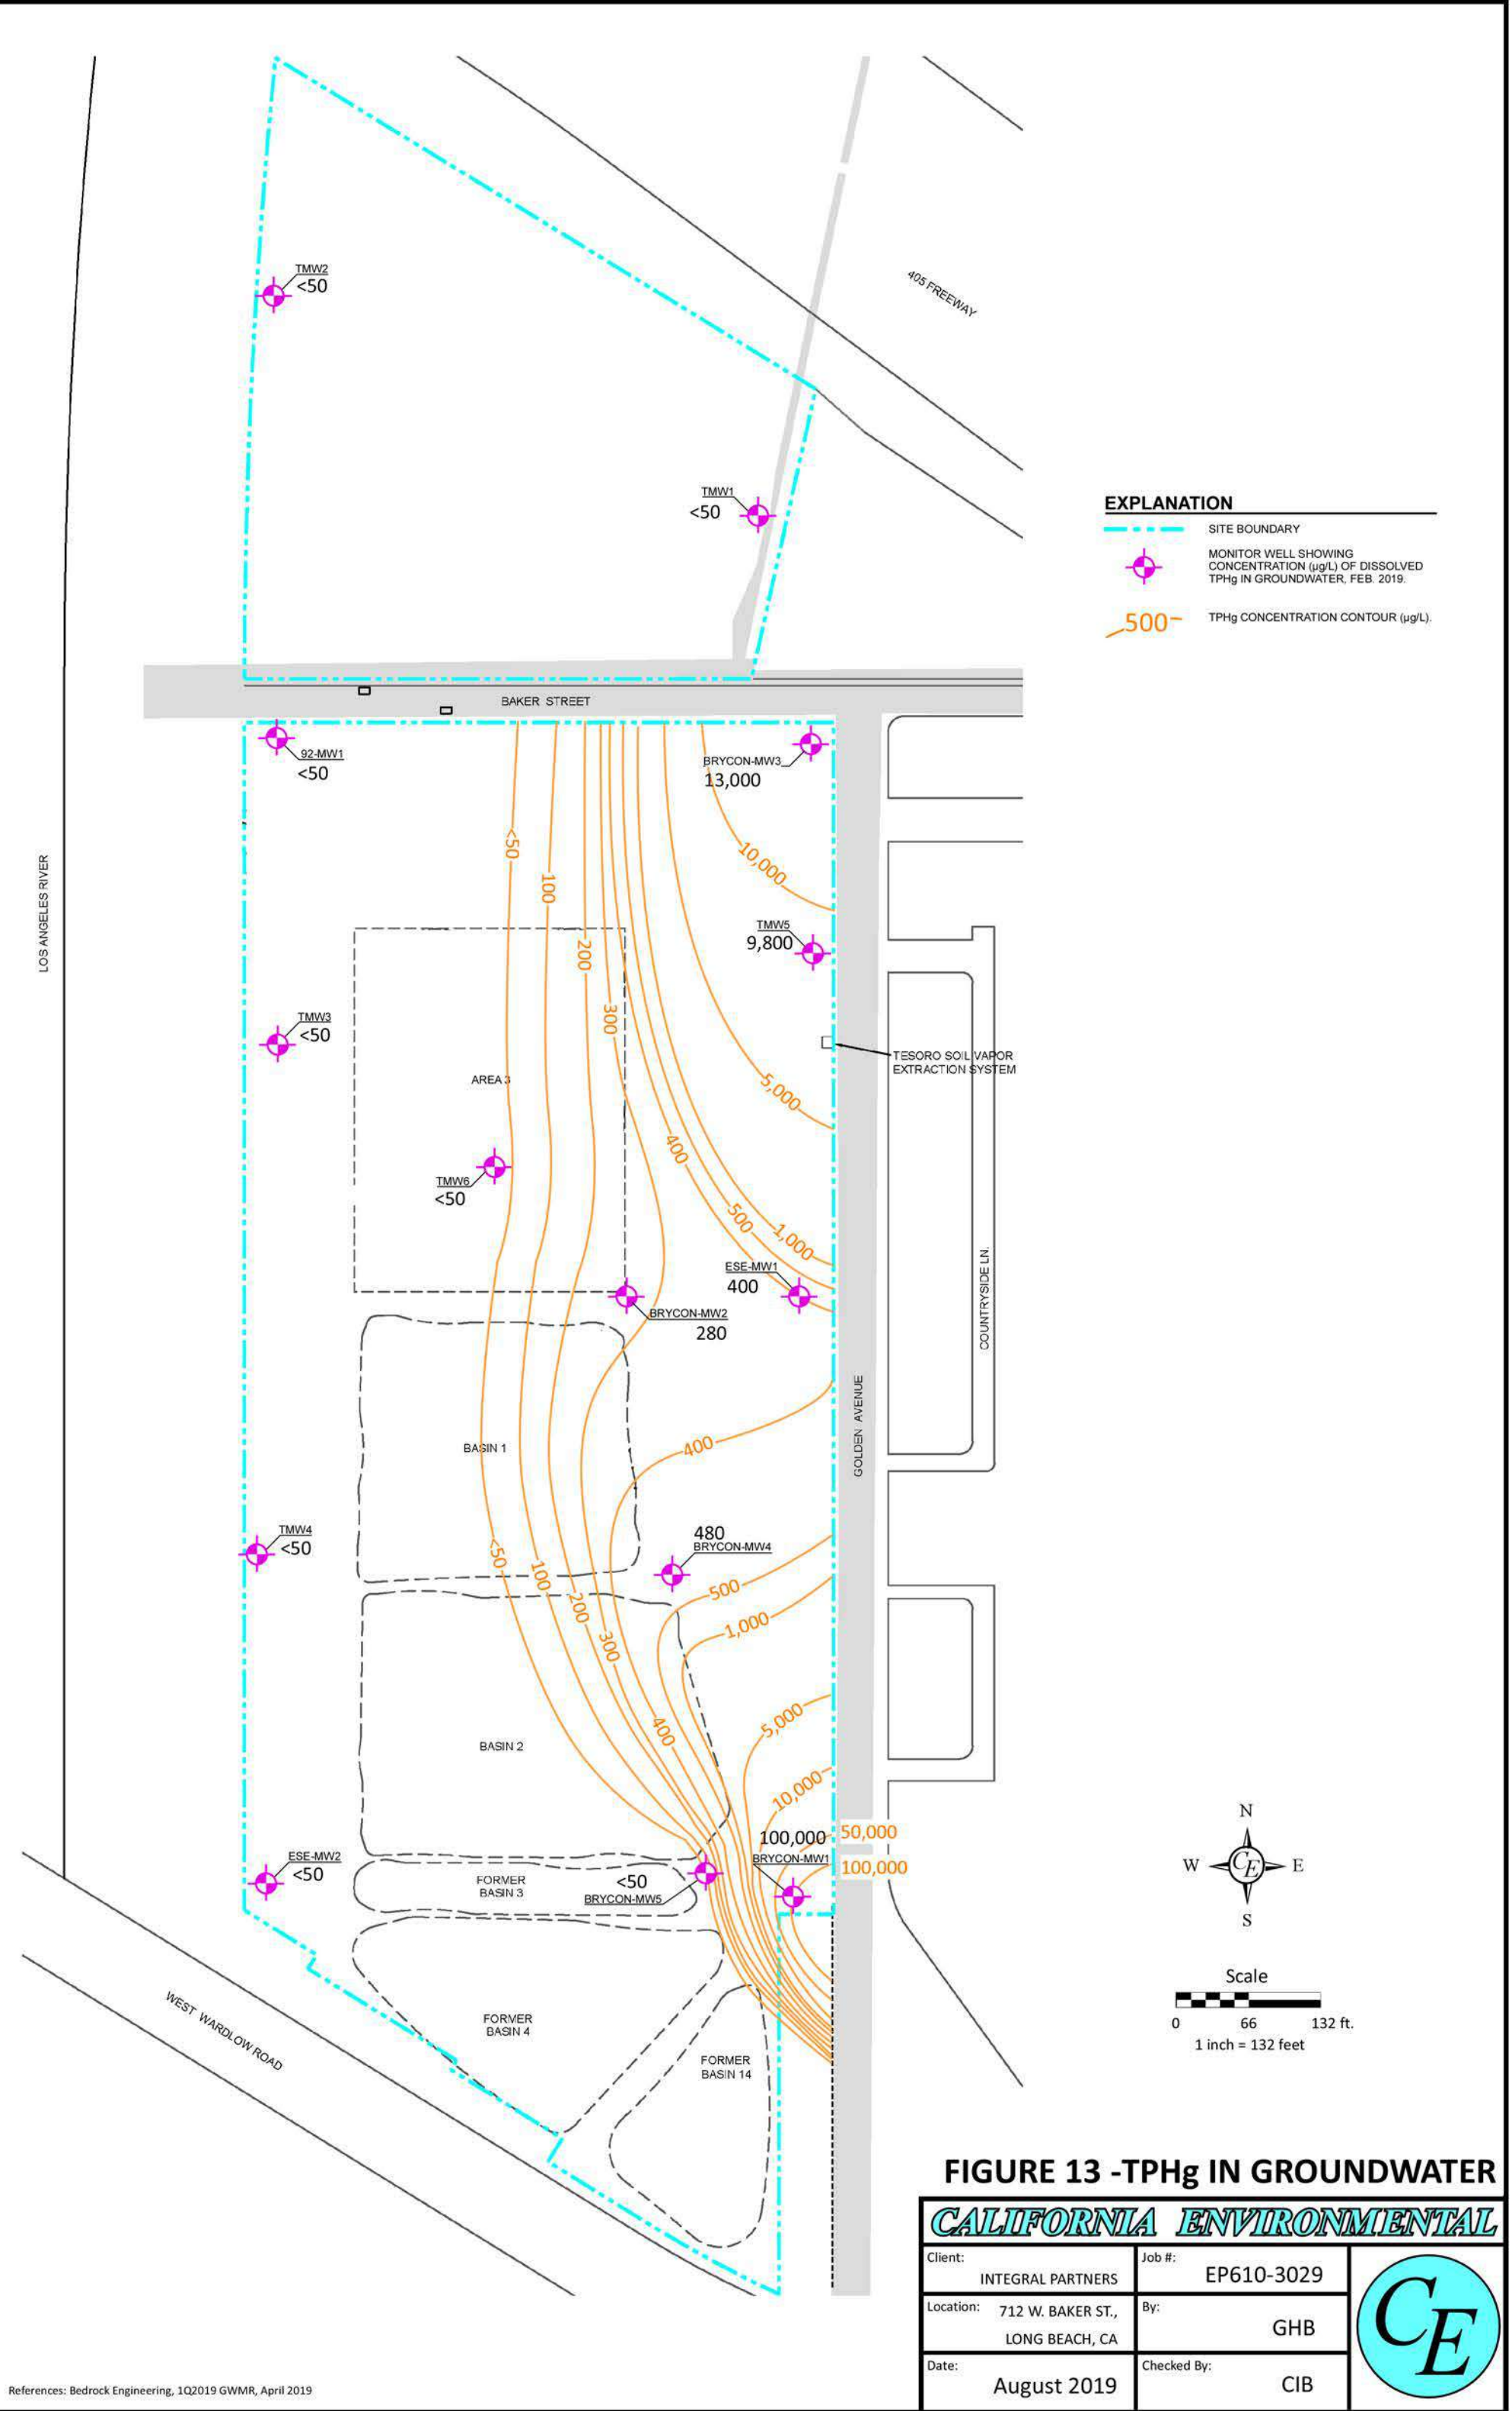 TMW2
<50
405 FREEWAY
TMW1
<50
EXPLANATION
SITE BOUNDARY
MONITOR WELL SHOWING
CONCENTRATION (µg/L) OF DISSOLVED
TPHg IN GROUNDWATER, FEB. 2019.
500
TPHg CONCENTRATION CONTOUR (µg/L).
BAKER STREET
92-MW1
<50
BRYCON-MW3
13,000
<50
100
200
300
10,000
LOS ANGELES RIVER
TMW5
9,800
TMW3
<50
TESORO SOIL VAPOR
EXTRACTION SYSTEM
AREA 3
5,000
400
500
1,000
TMW6
<50
ESE-MW1
400
BRYCON-MW2
280
COUNTRYSIDE LN.
GOLDEN AVENUE
BASIN 1
400
TMW4
<50
480
BRYCON-MW4
<50
100
200
300
400
500
1,000
5,000
10,000
BASIN 2
100,000
BRYCON-MW1
50,000
100,000
ESE-MW2
<50
FORMER
BASIN 3
<50
BRYCON-MW5
FORMER
BASIN 4
FORMER
BASIN 14
WEST WARDLOW ROAD
N
W
CE
E
S
Scale
0 66 132 ft.
1 inch = 132 feet
FIGURE 13 -TPHg IN GROUNDWATER
CALIFORNIA ENVIRONMENTAL
Client:
INTEGRAL PARTNERS
Job #:
EP610-3029
Location: 712 W. BAKER ST.,
LONG BEACH, CA
By:
GHB
Date:
August 2019
Checked By:
CIB
CE
References: Bedrock Engineering, 1Q2019 GWMR, April 2019